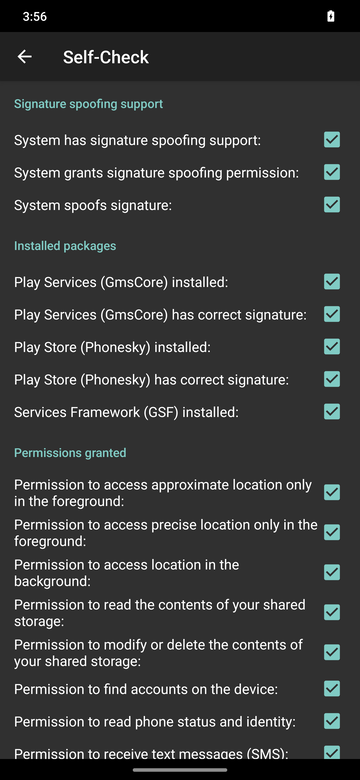 3:56
Self-Check
Signature spoofing support
System has signature spoofing support:
System grants signature spoofing permission:
System spoofs signature:
Installed packages
Play Services (GmsCore) installed:
Play Services (GmsCore) has correct signature:
Play Store (Phonesky) installed:
Play Store (Phonesky) has correct signature:
Services Framework (GSF) installed:
Permissions granted
Permission to access approximate location only
in the foreground:
Permission to access precise location only in the
foreground:
Permission to access location in the
background:
Permission to read the contents of your shared
storage:
Permission to modify or delete the contents of
your shared storage:
Permission to find accounts on the device:
Permission to read phone status and identity:
Permission to receive text messages (SMS):